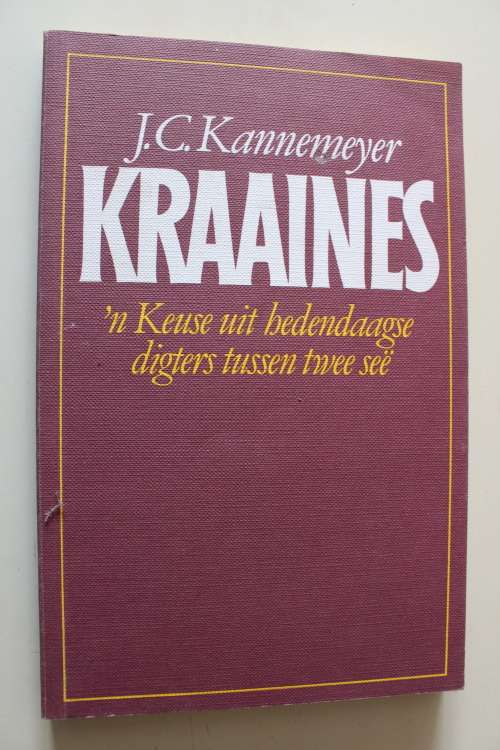 J.C. Kannemeyer
KRAAINES
'n Keuse uit hedendaagse
digters tussen twee seë